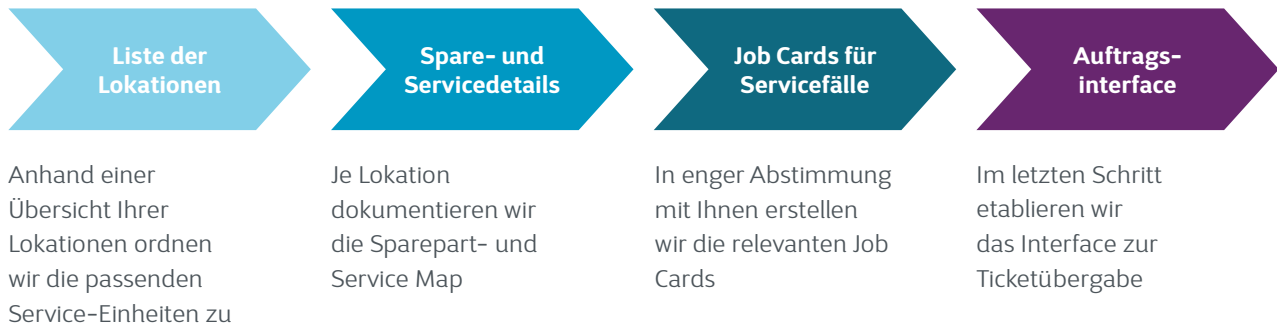 Liste der
Lokationen
Anhand einer
Übersicht Ihrer
Lokationen ordnen
wir die passenden
Service-Einheiten zu
Spare- und
Servicedetails
Je Lokation
dokumentieren wir
die Sparepart- und
Service Map
Job Cards für
Servicefälle
In enger Abstimmung
mit Ihnen erstellen
wir die relevanten Job
Cards
Auftrags-
interface
Im letzten Schritt
etablieren wir
das Interface zur
Ticketübergabe